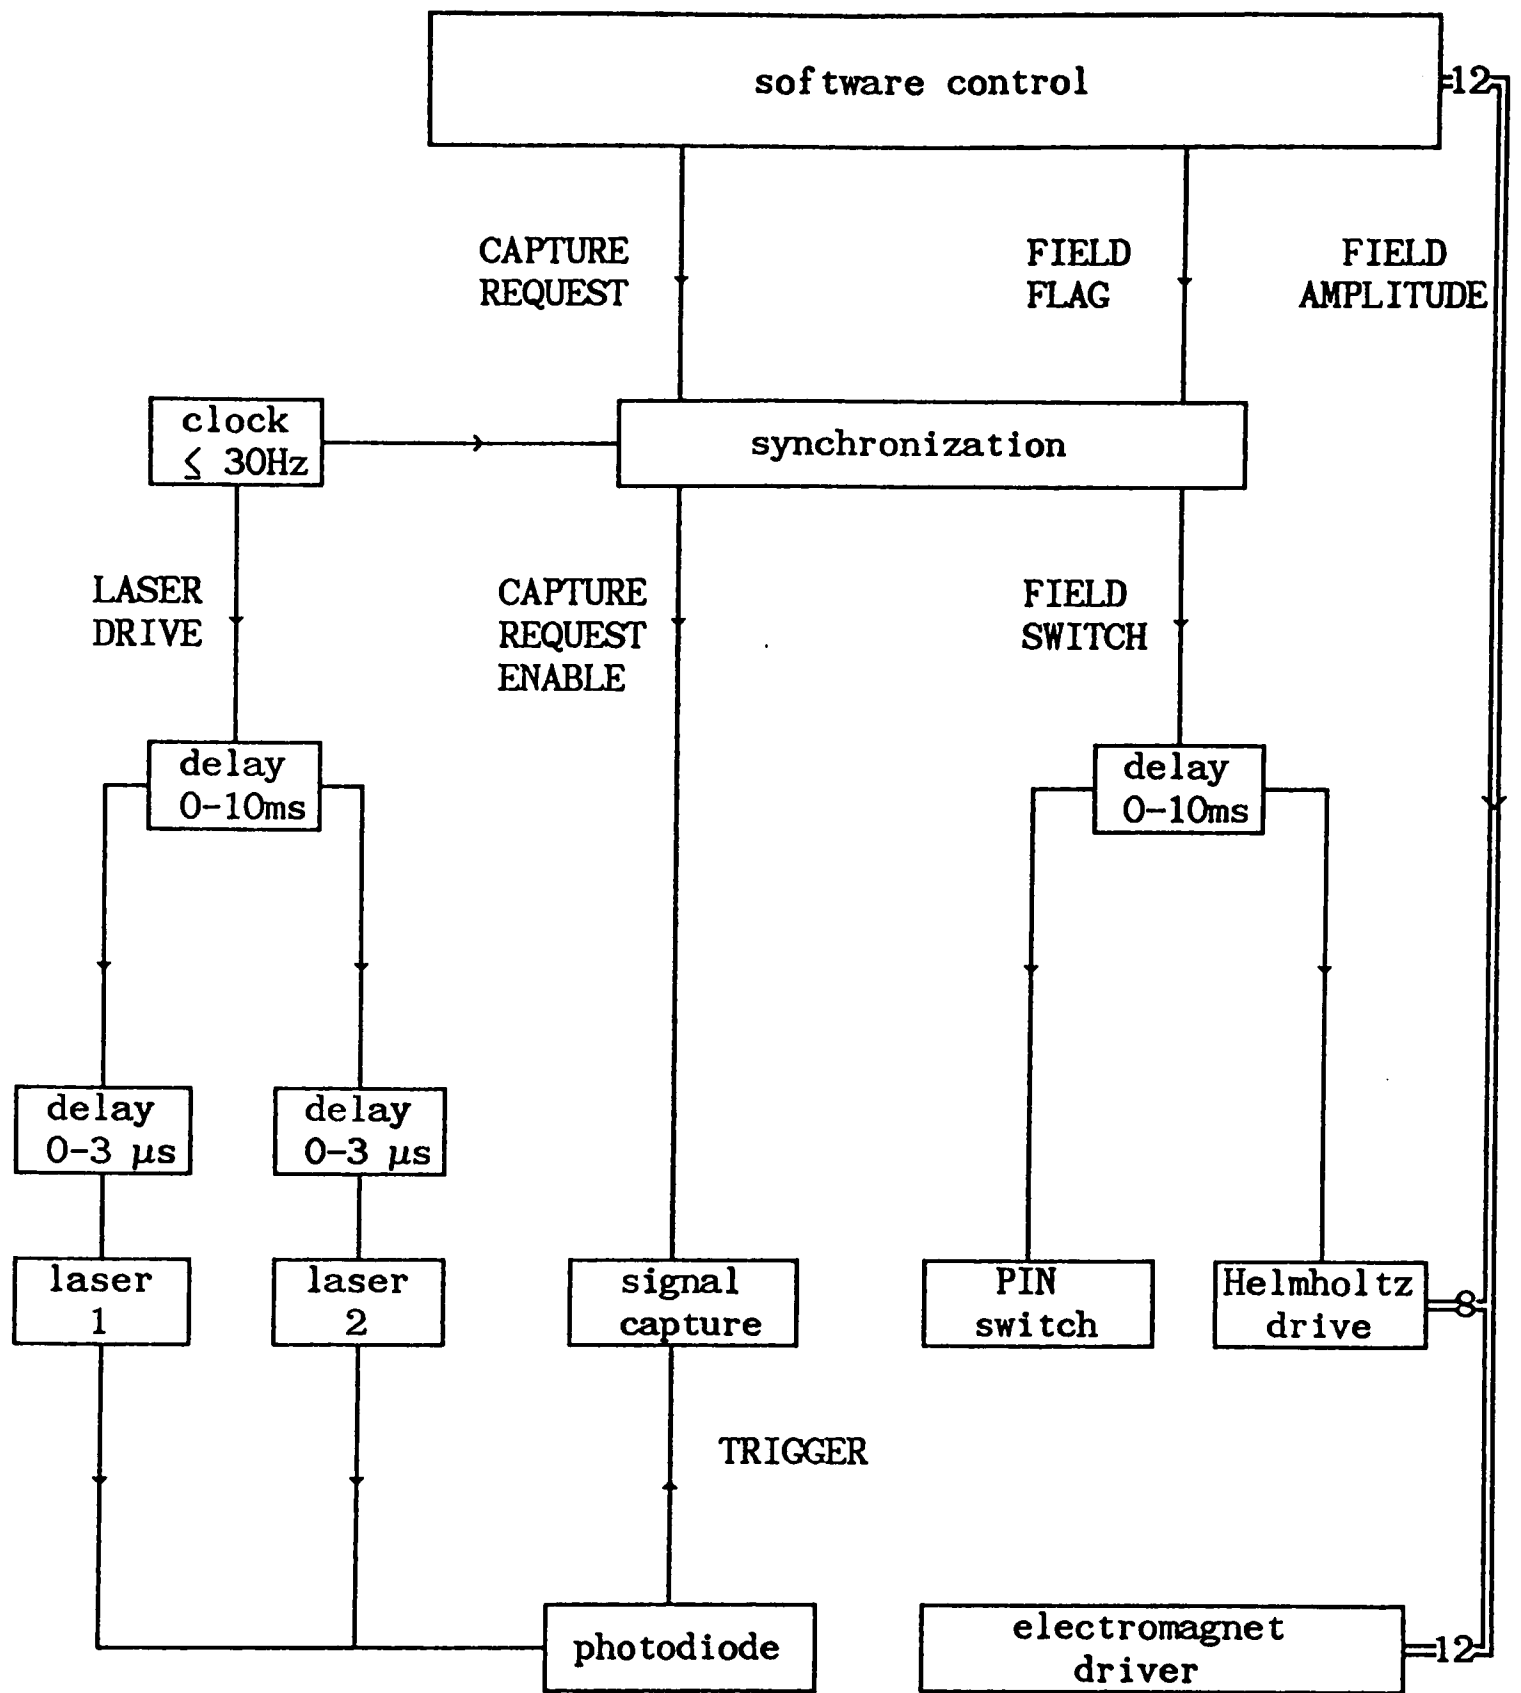 software control
12
CAPTURE
REQUEST
FIELD
FLAG
FIELD
AMPLITUDE
clock
≤ 30Hz
synchronization
LASER
DRIVE
CAPTURE
REQUEST
ENABLE
FIELD
SWITCH
delay
0-10ms
delay
0-10ms
delay
0-3 μs
delay
0-3 μs
laser
1
laser
2
signal
capture
PIN
switch
Helmholtz
drive
8
TRIGGER
photodiode
electromagnet
driver
12